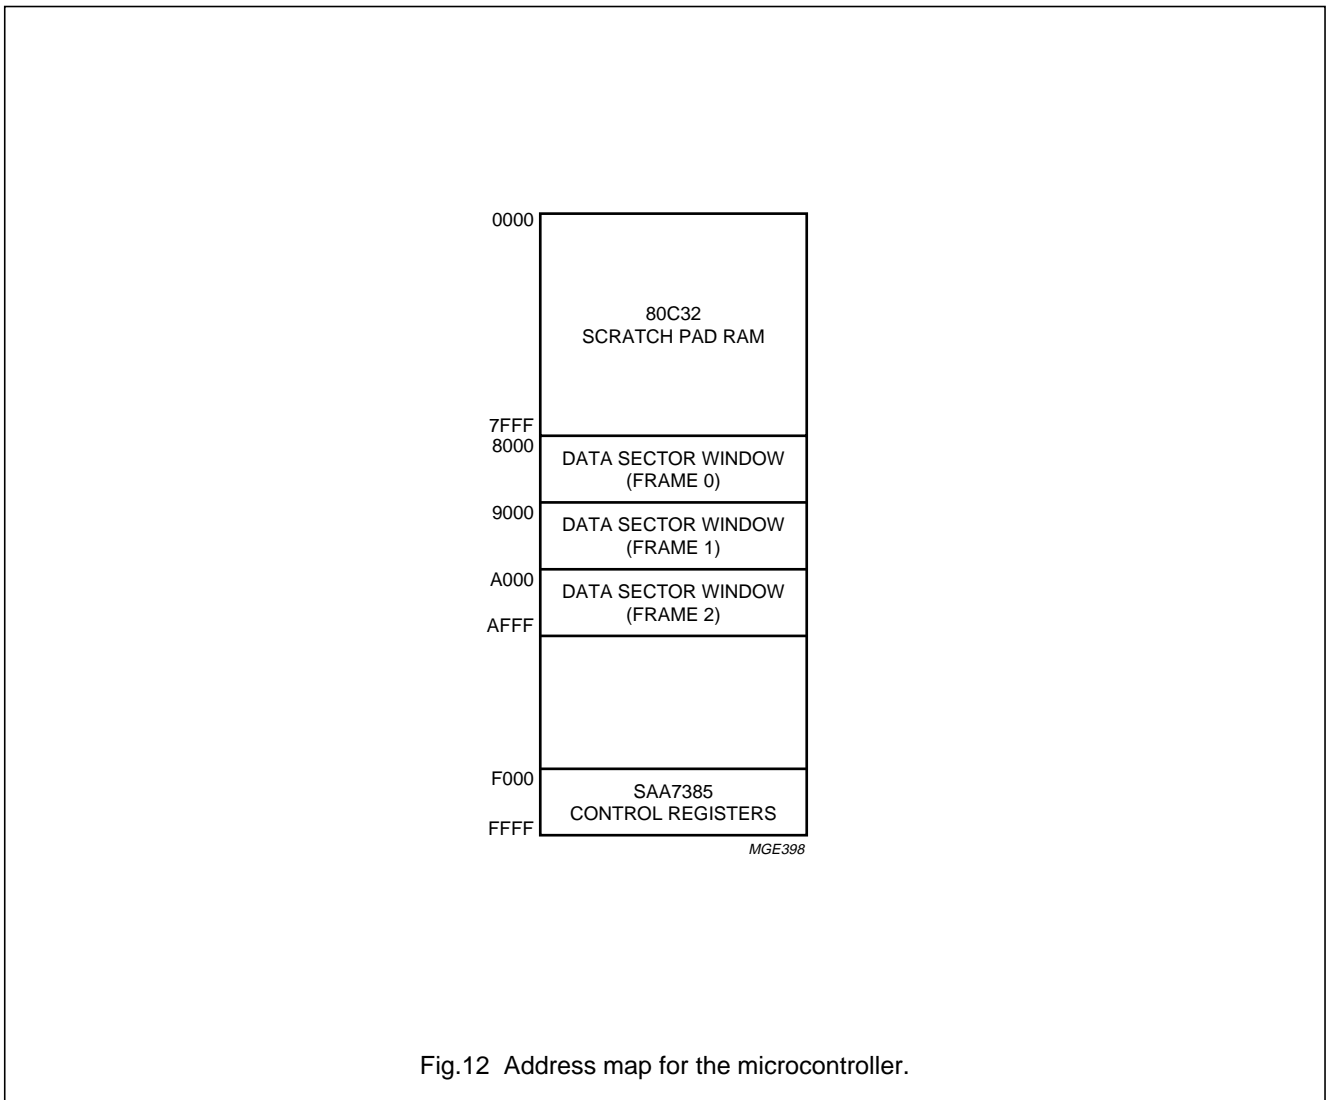 0000
80C32
SCRATCH PAD RAM
7FFF
8000
DATA SECTOR WINDOW
(FRAME 0)
9000
DATA SECTOR WINDOW
(FRAME 1)
A000
DATA SECTOR WINDOW
(FRAME 2)
AFFF
F000
SAA7385
CONTROL REGISTERS
FFFF
MGE398
Fig.12 Address map for the microcontroller.